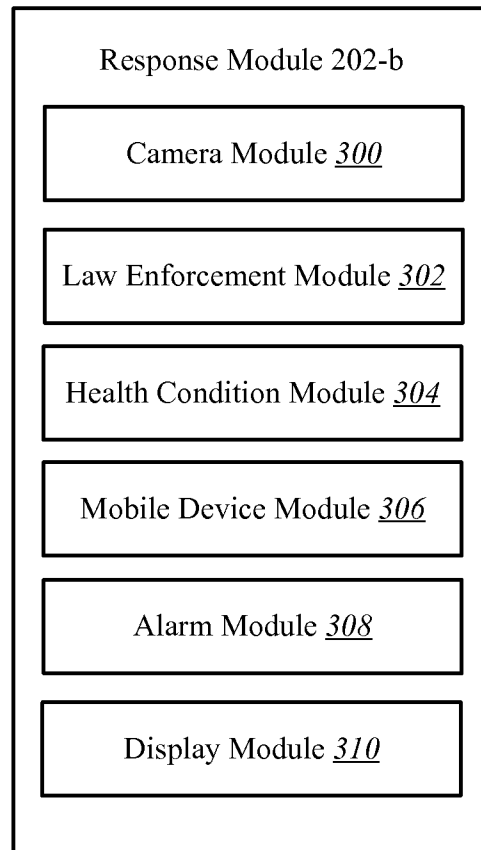 Response Module 202-b
Camera Module 300
Law Enforcement Module 302
Health Condition Module 304
Mobile Device Module 306
Alarm Module 308
Display Module 310